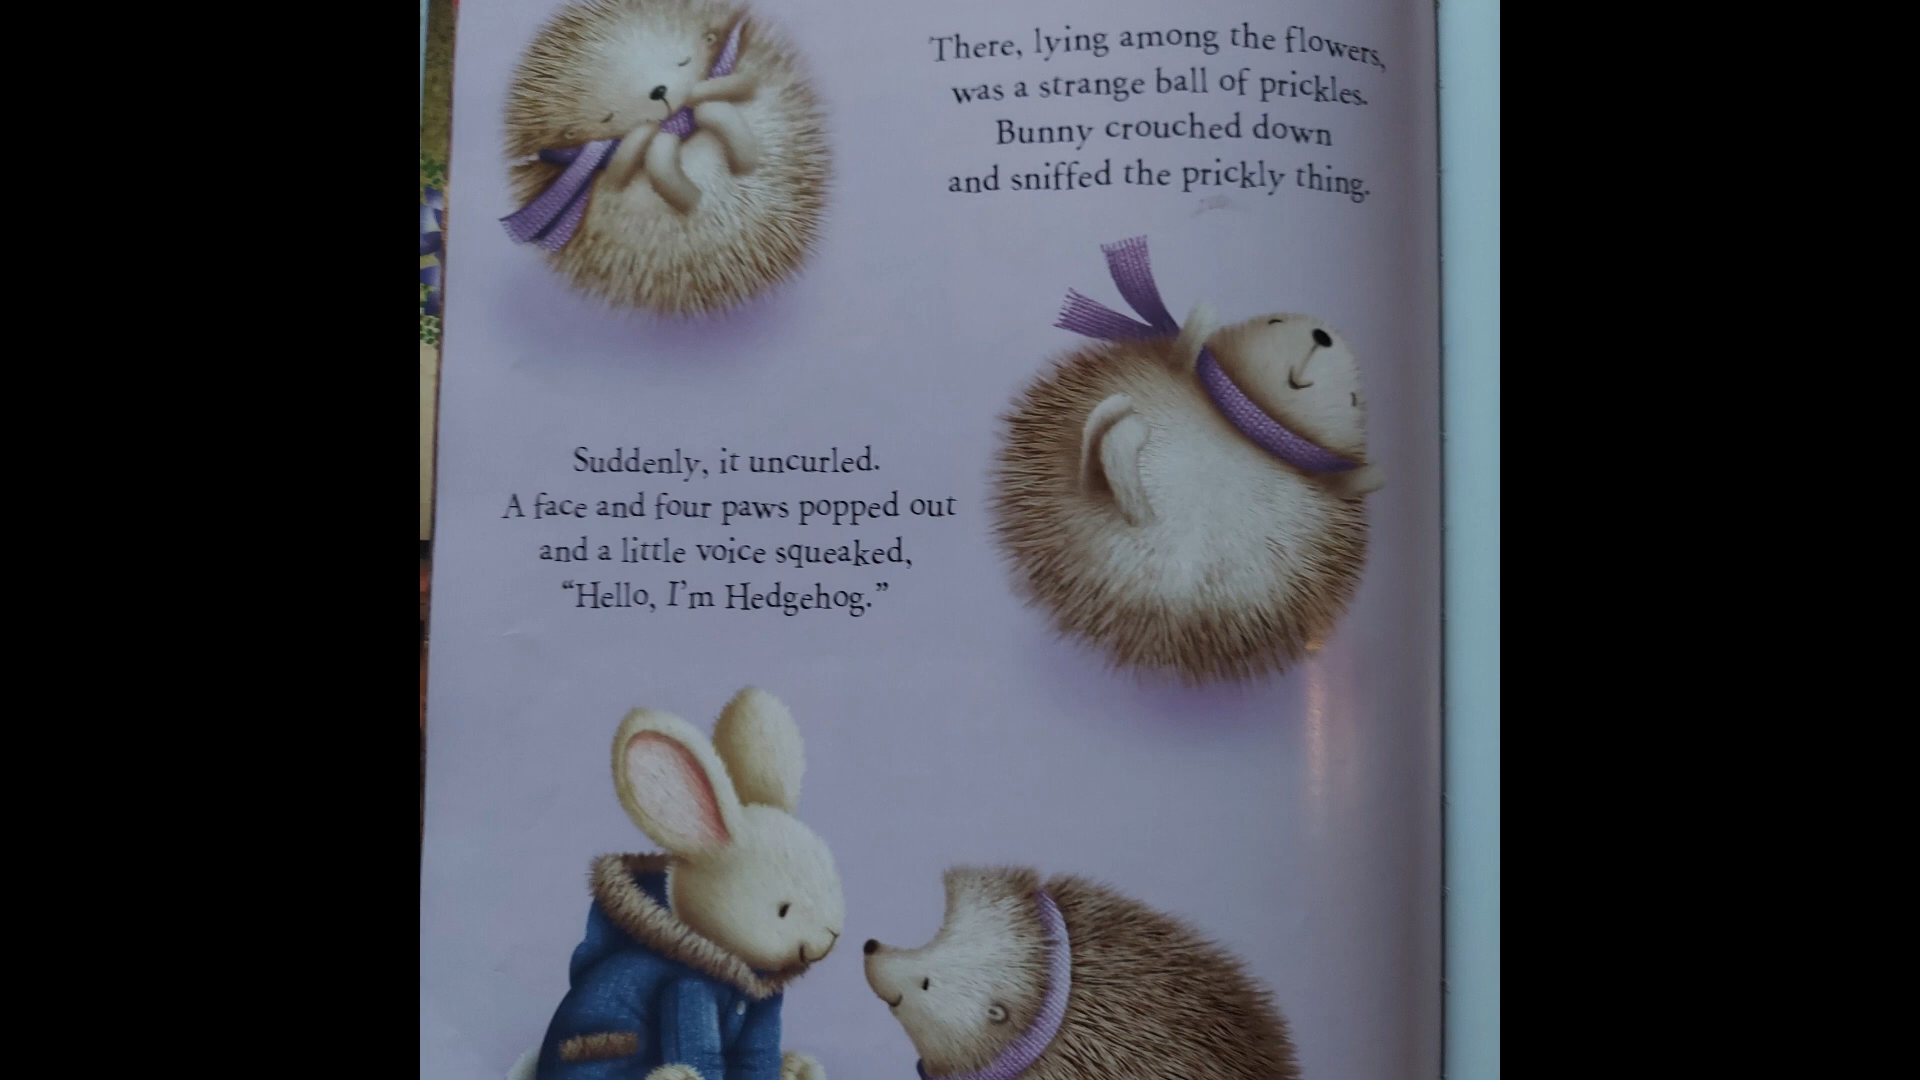 There, lying among the flowers,
was a strange ball of prickles.
Bunny crouched down
and sniffed the prickly thing.
Suddenly, it uncurled.
A face and four paws popped out
and a little voice squeaked,
“Hello, I’m Hedgehog.”